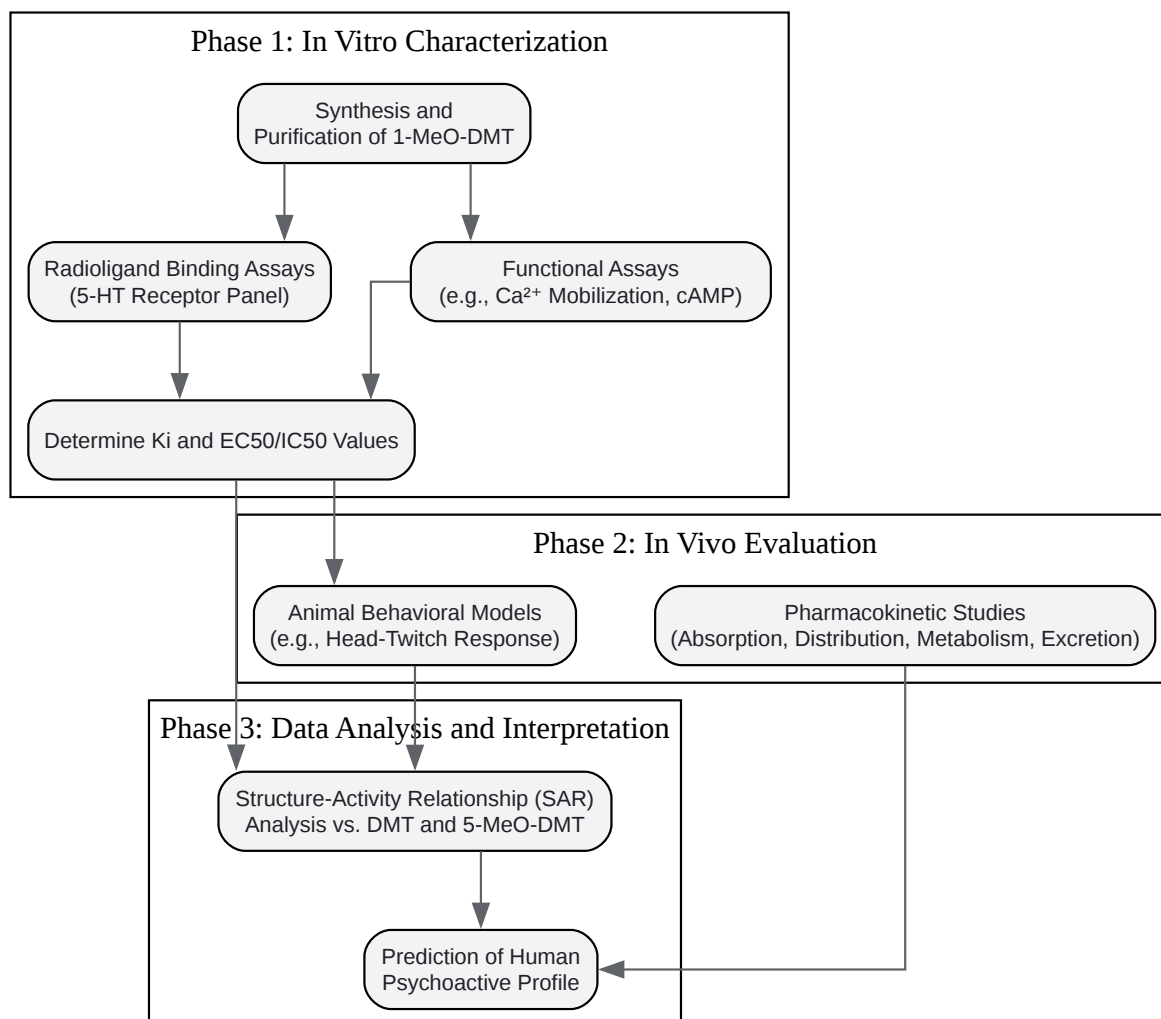 Phase 1: In Vitro Characterization
Synthesis and
Purification of 1-MeO-DMT
Radioligand Binding Assays
(5-HT Receptor Panel)
Functional Assays
(e.g., Ca²⁺ Mobilization, cAMP)
Determine Ki and EC50/IC50 Values
Phase 2: In Vivo Evaluation
Animal Behavioral Models
(e.g., Head-Twitch Response)
Pharmacokinetic Studies
(Absorption, Distribution, Metabolism, Excretion)
Phase 3: Data Analysis and Interpretation
Structure-Activity Relationship (SAR)
Analysis vs. DMT and 5-MeO-DMT
Prediction of Human
Psychoactive Profile